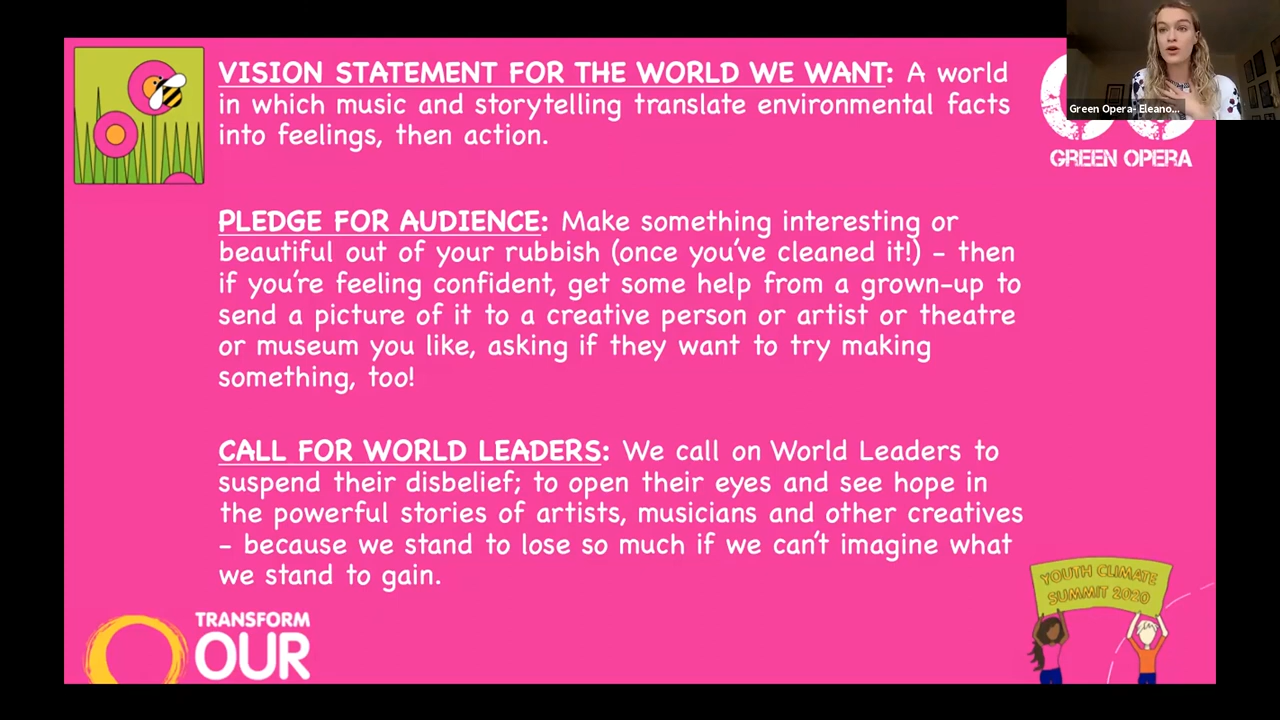 VISION STATEMENT FOR THE WORLD WE WANT: A world
in which music and storytelling translate environmental facts
into feelings, then action.
Green Opera- Eleano...
GREEN OPERA
PLEDGE FOR AUDIENCE: Make something interesting or
beautiful out of your rubbish (once you've cleaned it!) - then
if you're feeling confident, get some help from a grown-up to
send a picture of it to a creative person or artist or theatre
or museum you like, asking if they want to try making
something, too!
CALL FOR WORLD LEADERS: We call on World Leaders to
suspend their disbelief; to open their eyes and see hope in
the powerful stories of artists, musicians and other creatives
- because we stand to lose so much if we can't imagine what
we stand to gain.
YOUTH CLIMATE
SUMMIT 2020
TRANSFORM
OUR